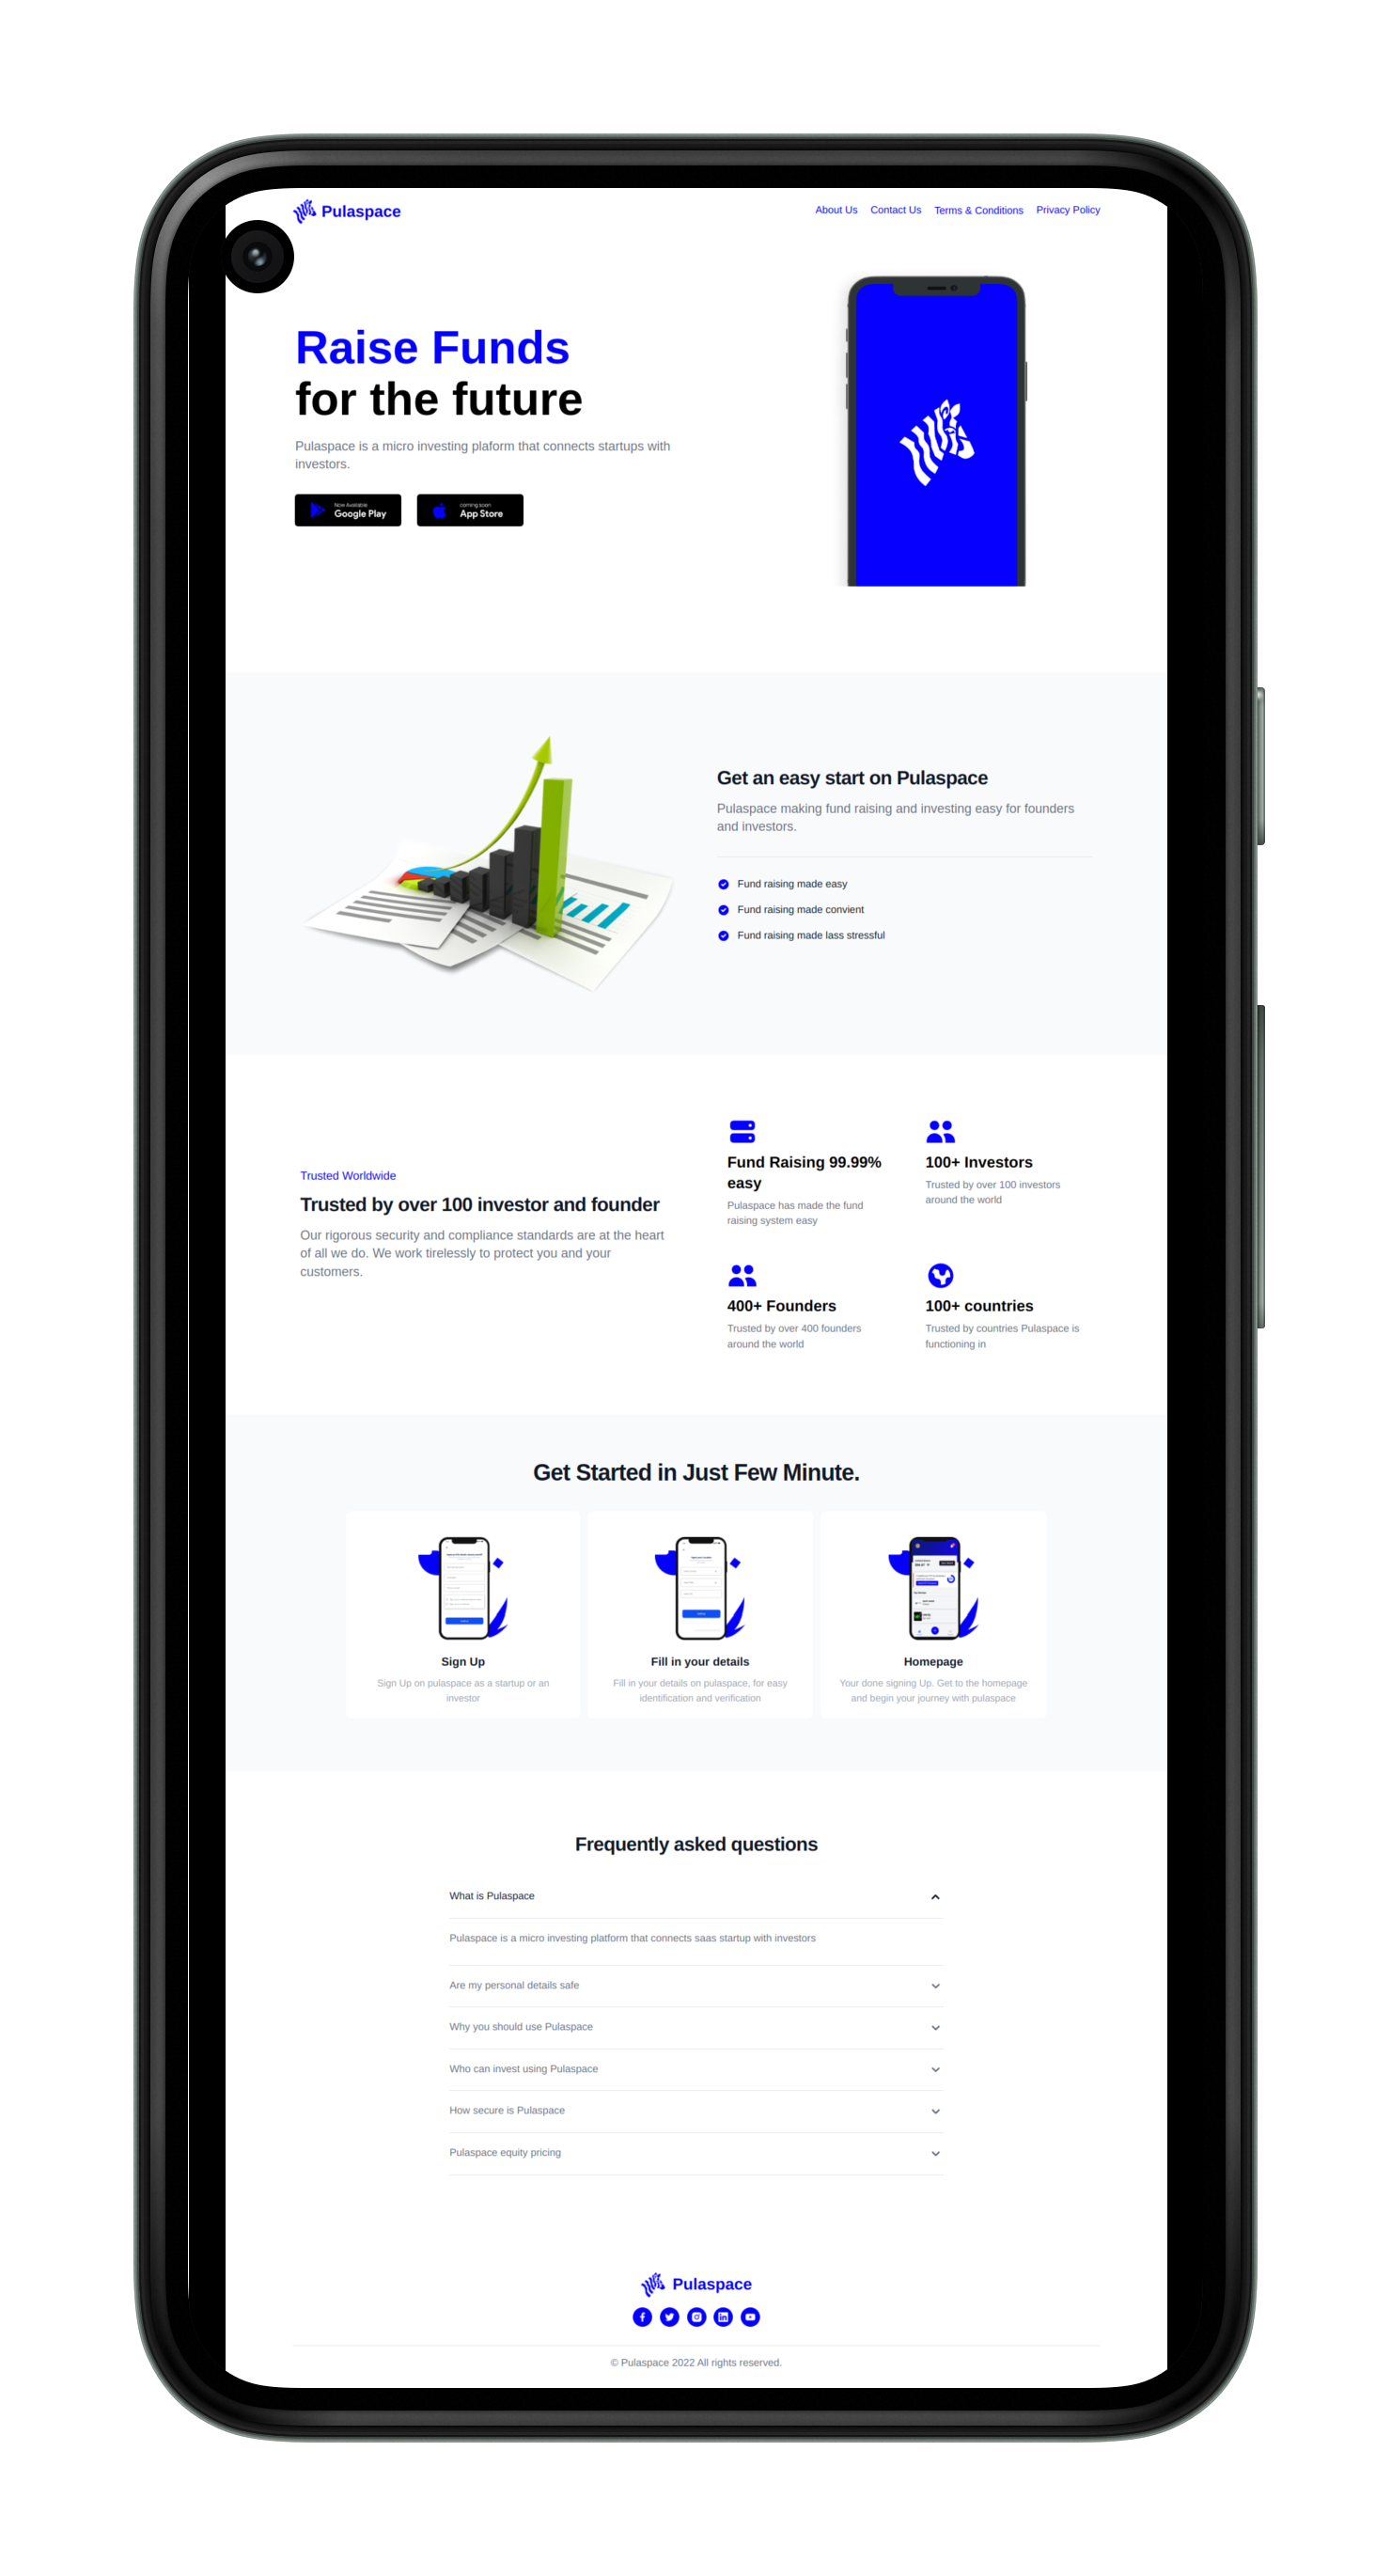 Pulaspace
About Us Contact Us Terms & Conditions Privacy Policy
Raise Funds
for the future
Pulaspace is a micro investing plaform that connects startups with
investors.
Now Available
Google Play
coming soon
App Store
Get an easy start on Pulaspace
Pulaspace making fund raising and investing easy for founders
and investors.
Fund raising made easy
Fund raising made convient
Fund raising made lass stressful
Trusted Worldwide
Trusted by over 100 investor and founder
Our rigorous security and compliance standards are at the heart
of all we do. We work tirelessly to protect you and your
customers.
Fund Raising 99.99%
easy
Pulaspace has made the fund
raising system easy
100+ Investors
Trusted by over 100 investors
around the world
400+ Founders
Trusted by over 400 founders
around the world
100+ countries
Trusted by countries Pulaspace is
functioning in
Get Started in Just Few Minute.
Sign Up
Sign Up on pulaspace as a startup or an
investor
Fill in your details
Fill in your details on pulaspace, for easy
identification and verification
Homepage
Your done signing Up. Get to the homepage
and begin your journey with pulaspace
Frequently asked questions
What is Pulaspace
Pulaspace is a micro investing platform that connects saas startup with investors
Are my personal details safe
Why you should use Pulaspace
Who can invest using Pulaspace
How secure is Pulaspace
Pulaspace equity pricing
Pulaspace
© Pulaspace 2022 All rights reserved.